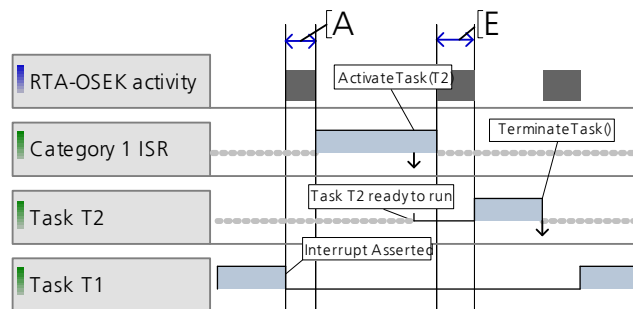 [A
[E
RTA-OSEK activity
ActivateTask(T2)
Category 1 ISR
TerminateTask()
Task T2
Task T2 ready to run
Interrupt Asserted
Task T1